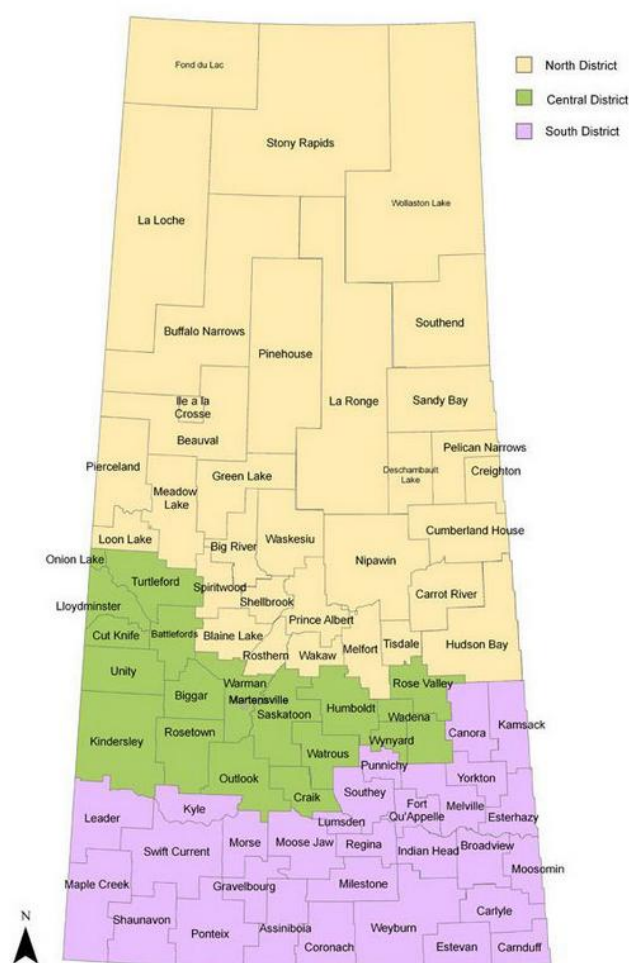 Fond du Lac
North District
Central District
South District
Stony Rapids
Wollaston Lake
La Loche
Southend
Buffalo Narrows
Pinehouse
Ile a la
Crosse
La Ronge
Sandy Bay
Beauval
Pelican Narrows
Pierceland
Green Lake
Deschambault
Lake
Creighton
Meadow
Lake
Cumberland House
Loon Lake
Big River
Waskesiu
Nipawin
Onion Lake
Turtleford
Spiritwood
Shellbrook
Carrot River
Lloydminster
Prince Albert
Cut Knife
Battlefords
Blaine Lake
Rosthern
Wakaw
Melfort
Tisdale
Hudson Bay
Unity
Warman
Rose Valley
Biggar
Martensville
Saskatoon
Humboldt
Wadena
Kamsack
Kindersley
Rosetown
Watrous
Wynyard
Canora
Outlook
Punnichy
Yorkton
Craik
Southey
Leader
Kyle
Fort
Qu'Appelle
Melville
Esterhazy
Lumsden
Swift Current
Morse
Moose Jaw
Regina
Indian Head
Broadview
Moosomin
Maple Creek
Gravelbourg
Milestone
Shaunavon
Ponteix
Assiniboia
Coronach
Weyburn
Carlyle
Estevan
Carnduff
N